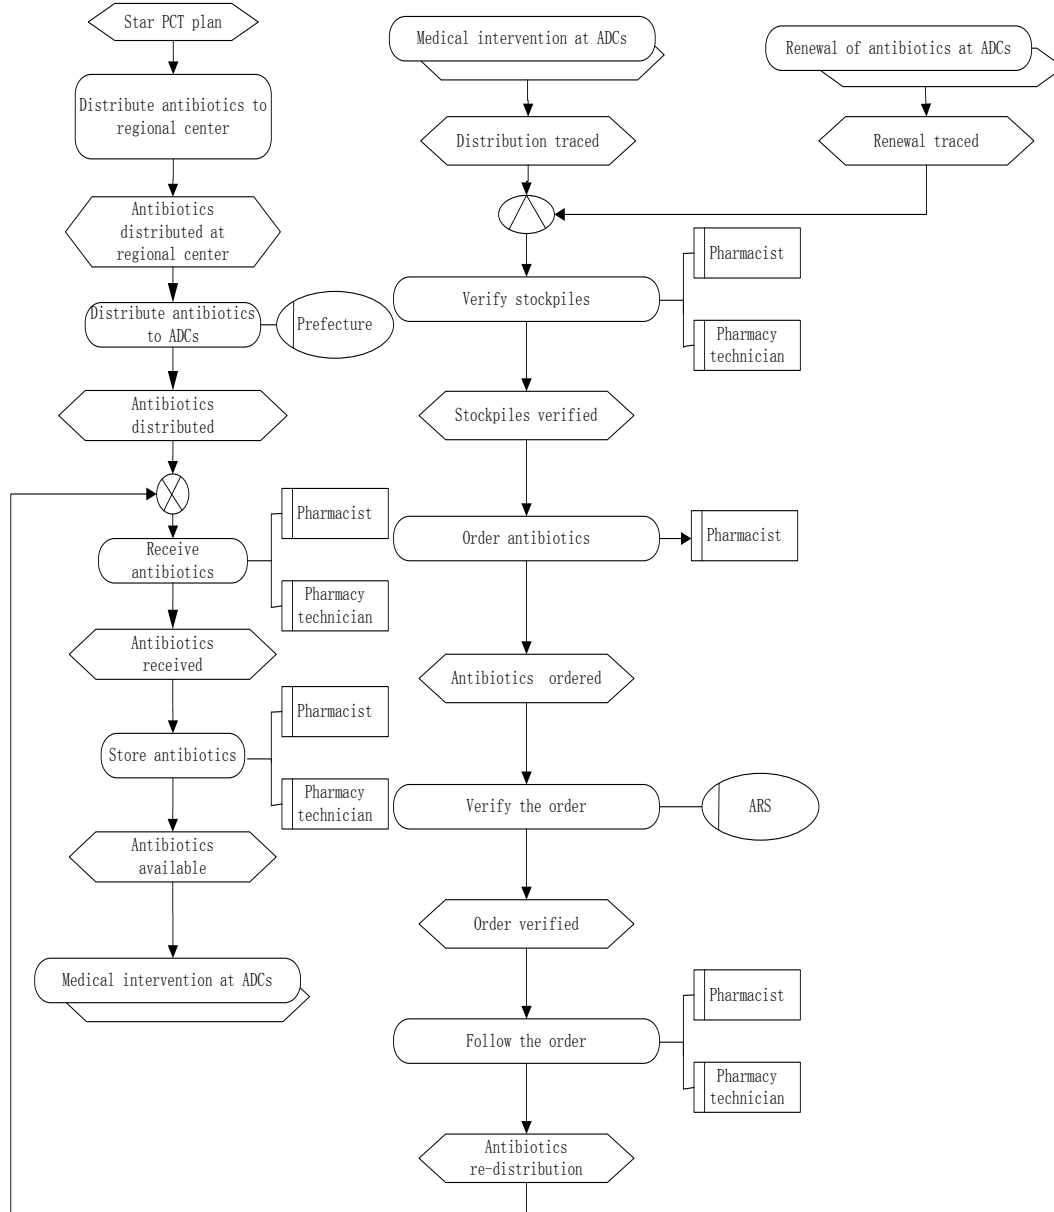 Star PCT plan
Distribute antibiotics to
regional center
Antibiotics
distributed at
regional center
Distribute antibiotics
to ADCs
Prefecture
Antibiotics
distributed
Receive
antibiotics
Pharmacist
Pharmacy
technician
Antibiotics
received
Store antibiotics
Pharmacist
Pharmacy
technician
Antibiotics
available
Medical intervention at ADCs
Medical intervention at ADCs
Distribution traced
Renewal of antibiotics at ADCs
Renewal traced
Verify stockpiles
Pharmacist
Pharmacy
technician
Stockpiles verified
Order antibiotics
Pharmacist
Antibiotics ordered
Verify the order
ARS
Order verified
Follow the order
Pharmacist
Pharmacy
technician
Antibiotics
re-distribution